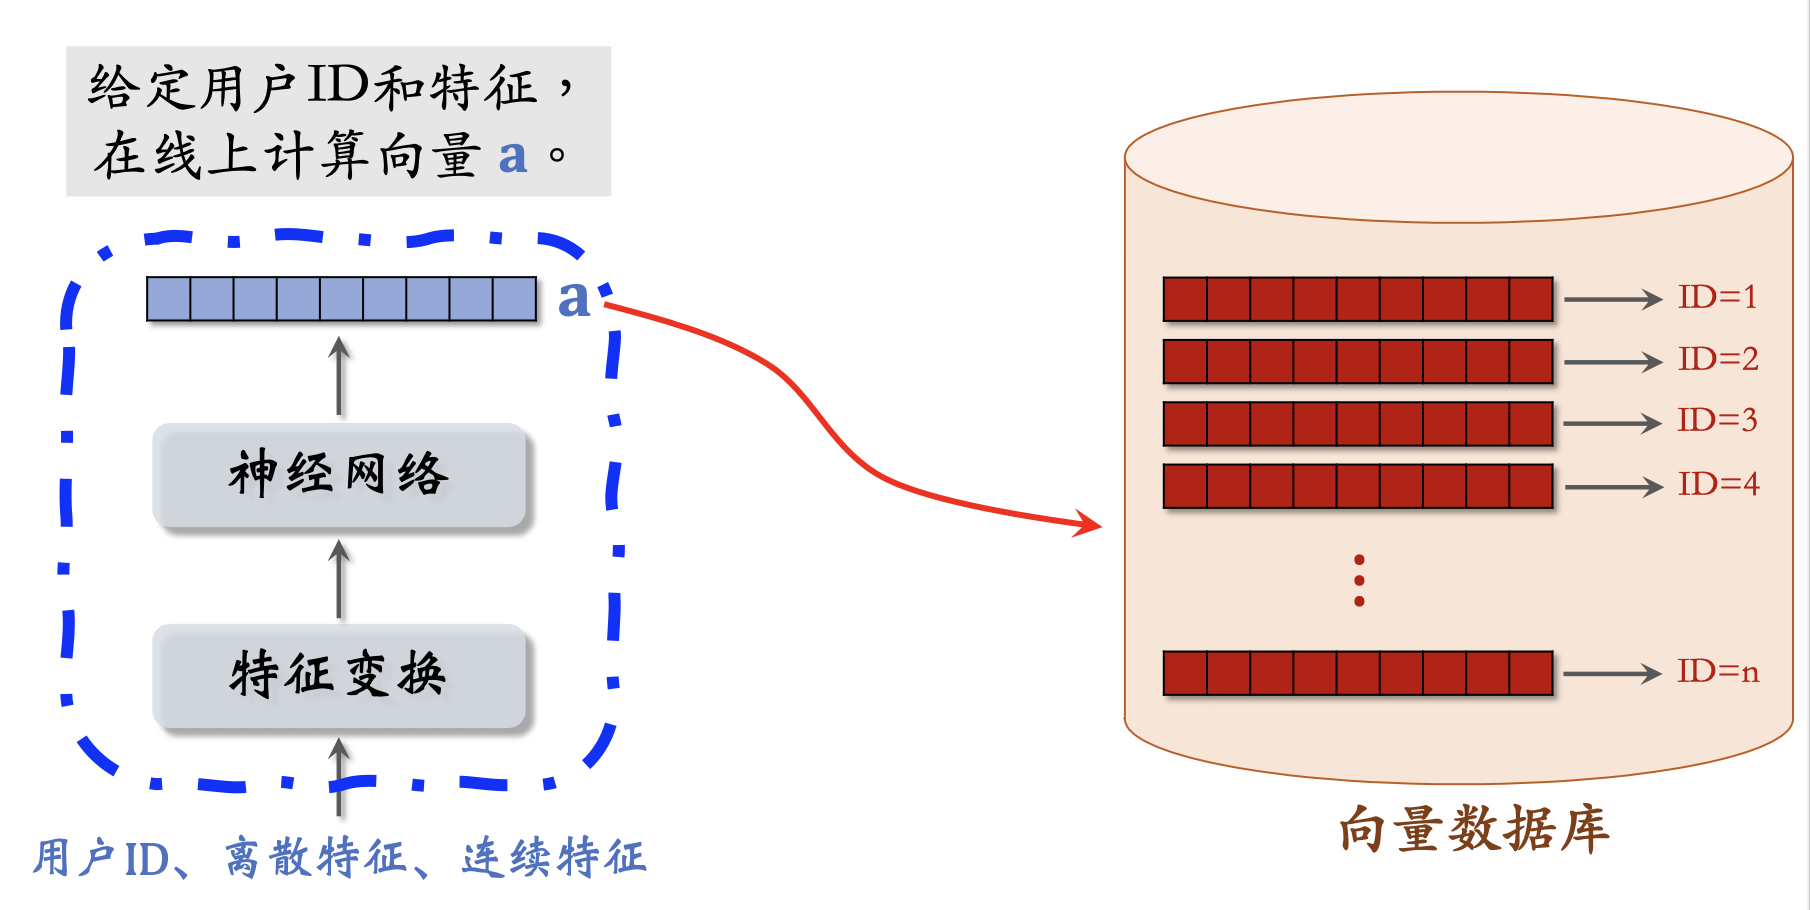 给定用户ID和特征，
在线上计算向量 a。
a
神经网络
特征变换
用户ID、离散特征、连续特征
ID=1
ID=2
ID=3
ID=4
ID=n
向量数据库